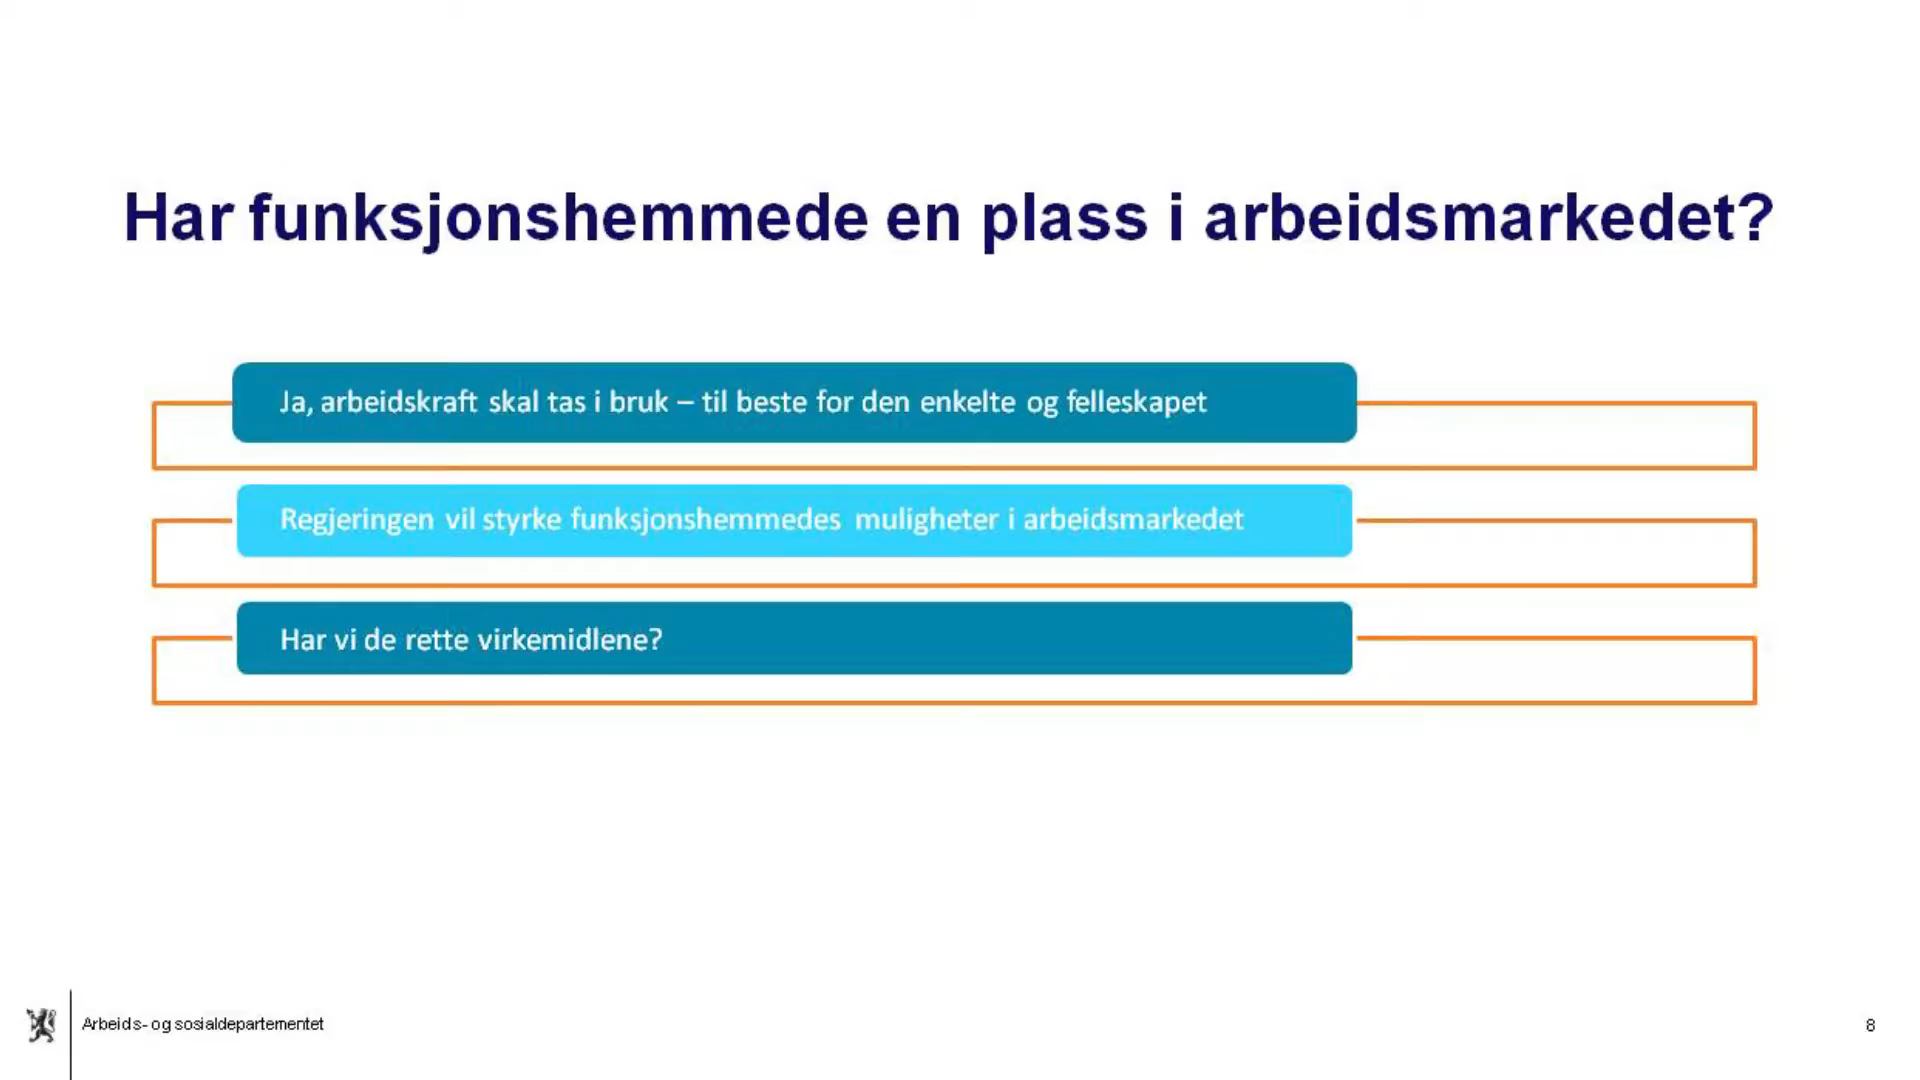 Har funksjonshemmede en plass i arbeidsmarkedet?
Ja, arbeidskraft skal tas i bruk – til beste for den enkelte og felleskapet
Regjeringen vil styrke funksjonshemmedes muligheter i arbeidsmarkedet
Har vi de rette virkemidlene?
Arbeids- og sosialdepartementet
8